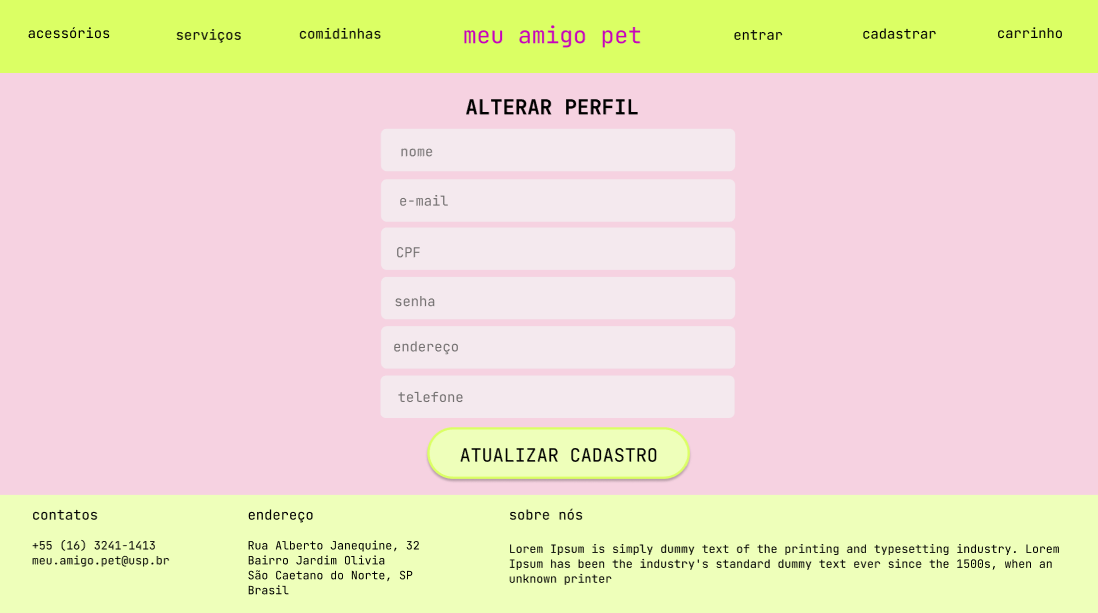 acessórios serviços comidinhas meu amigo pet entrar cadastrar carrinho
ALTERAR PERFIL
nome
e-mail
CPF
senha
endereço
telefone
ATUALIZAR CADASTRO
contatos
+55 (16) 3241-1413
meu.amigo.pet@usp.br
endereço
Rua Alberto Janequine, 32
Bairro Jardim Olivia
São Caetano do Norte, SP
Brasil
sobre nós
Lorem Ipsum is simply dummy text of the printing and typesetting industry. Lorem
Ipsum has been the industry's standard dummy text ever since the 1500s, when an
unknown printer